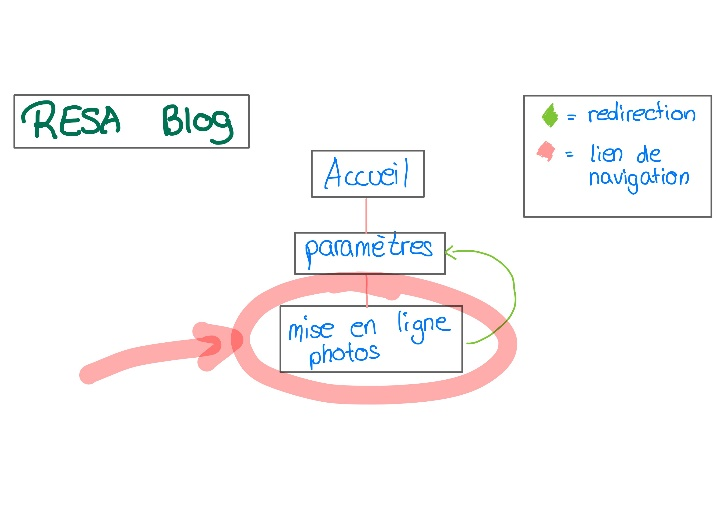 RESA Blog
= redirection
= lien de
navigation
Accueil
paramètres
mise en ligne
photos